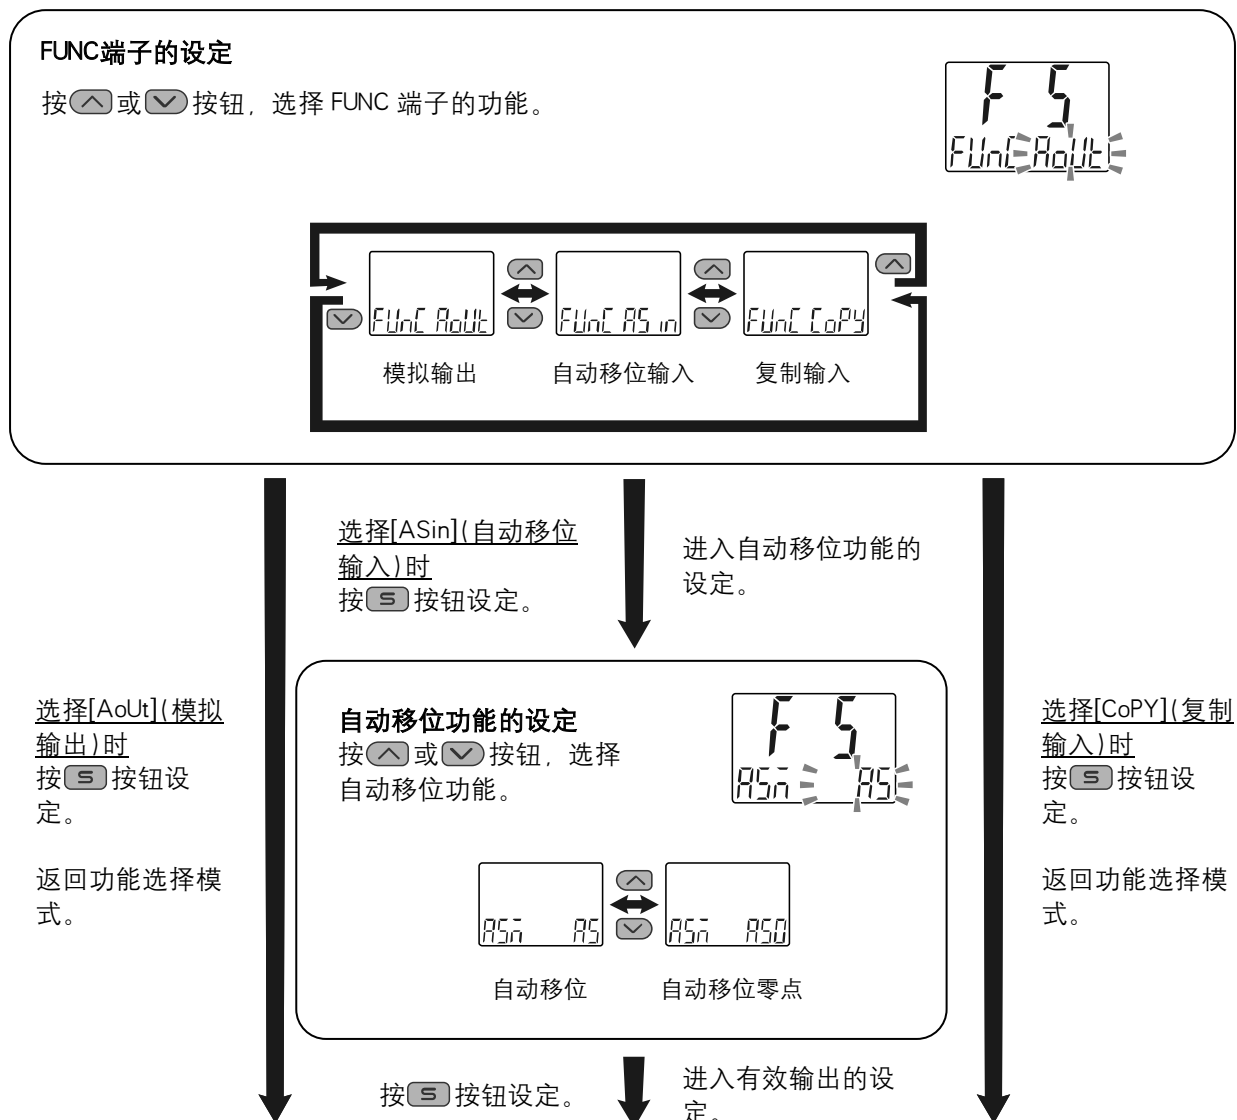 FUNC端子的设定
按 或 按钮，选择 FUNC 端子的功能。
F 5
FUnC AoUt
FUnC AoUt
FUnC AS in
FUnC CoPY
模拟输出
自动移位输入
复制输入
选择[ASin](自动移位
输入)时
按 S 按钮设定。
进入自动移位功能的
设定。
选择[AoUt](模拟
输出)时
按 S 按钮设
定。
返回功能选择模
式。
自动移位功能的设定
按 或 按钮，选择
自动移位功能。
F 5
ASn AS
ASn AS
ASn AS0
自动移位
自动移位零点
选择[CoPY](复制
输入)时
按 S 按钮设
定。
返回功能选择模
式。
按 S 按钮设定。
进入有效输出的设
定。